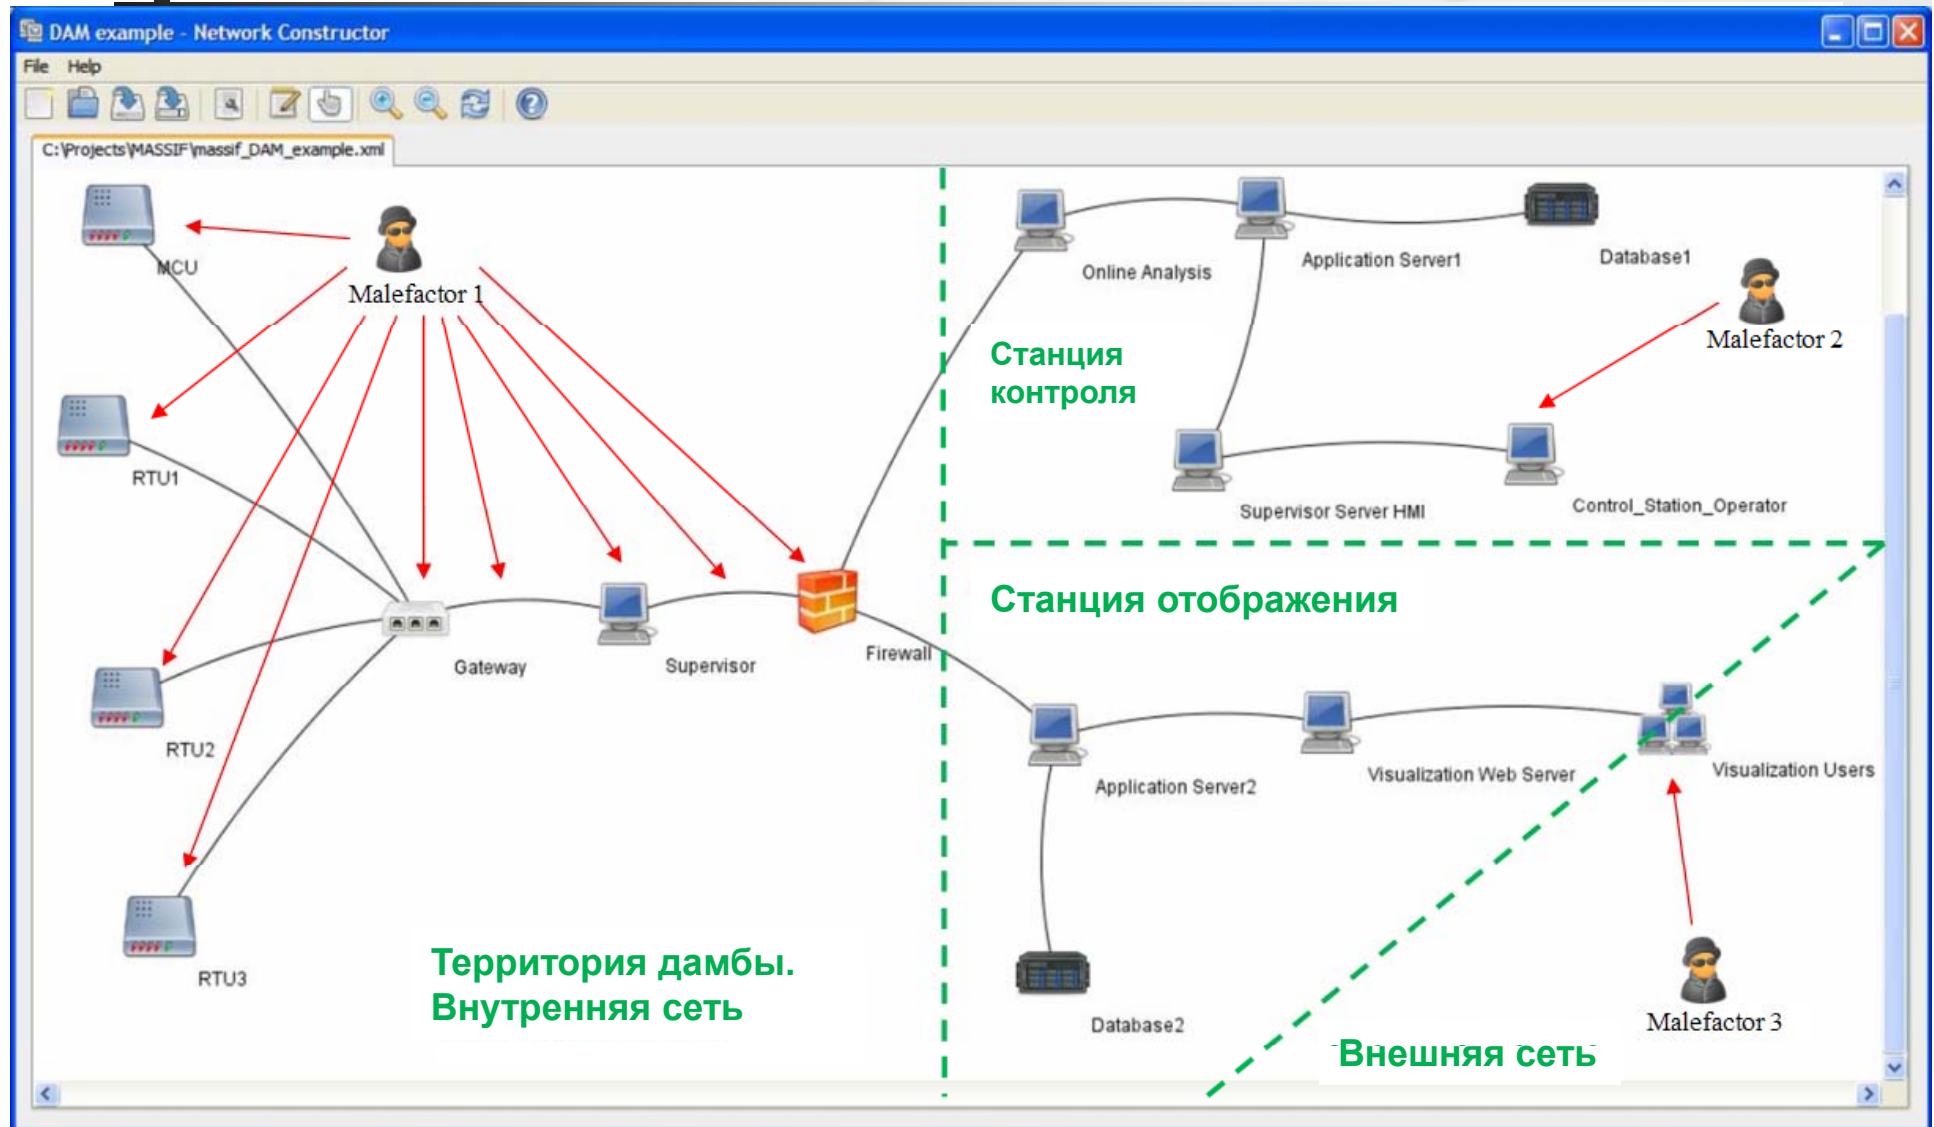 DAM example - Network Constructor
File Help
C:\Projects\MASSIF\massif_DAM_example.xml
MCU
Malefactor 1
RTU1
RTU2
RTU3
Gateway
Supervisor
Firewall
Территория дамбы.
Внутренняя сеть
Online Analysis
Application Server1
Database1
Malefactor 2
Станция
контроля
Supervisor Server HMI
Control_Station_Operator
Станция отображения
Application Server2
Visualization Web Server
Visualization Users
Database2
Malefactor 3
Внешняя сеть